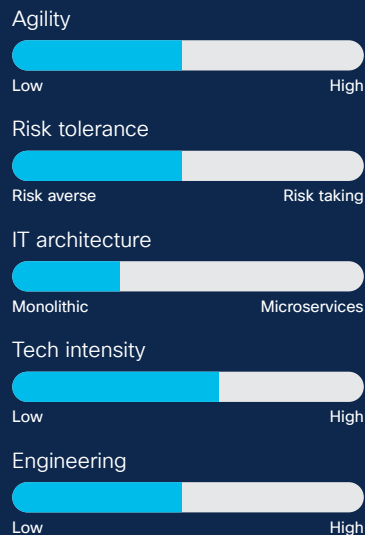 Agility
Low High
Risk tolerance
Risk averse Risk taking
IT architecture
Monolithic Microservices
Tech intensity
Low High
Engineering
Low High